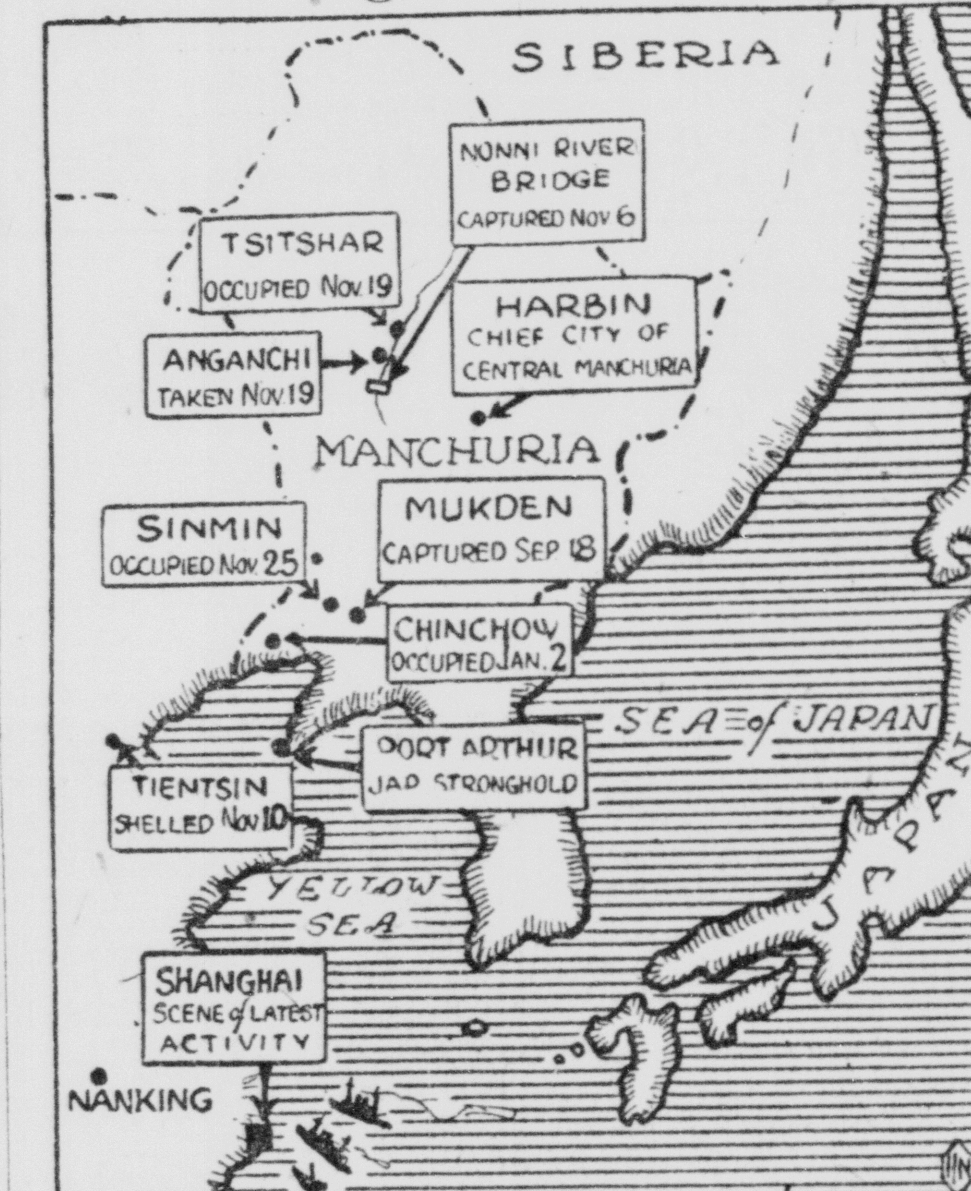 SIBERIA
NONNI RIVER
BRIDGE
CAPTURED NOV 6
TSITSHAR
OCCUPIED NOV. 19
HARBIN
CHIEF CITY OF
CENTRAL MANCHURIA
ANGANCHI
TAKEN NOV. 19
MANCHURIA
SINMIN
OCCUPIED NOV. 25
MUKDEN
CAPTURED SEP 18
CHINCHOW
OCCUPIED JAN. 2
SEA of JAPAN
PORT ARTHUR
JAP STRONGHOLD
TIENTSIN
SHELLED NOV 10
JAPAN
YELLOW
SEA
SHANGHAI
SCENE of LATEST
ACTIVITY
NANKING